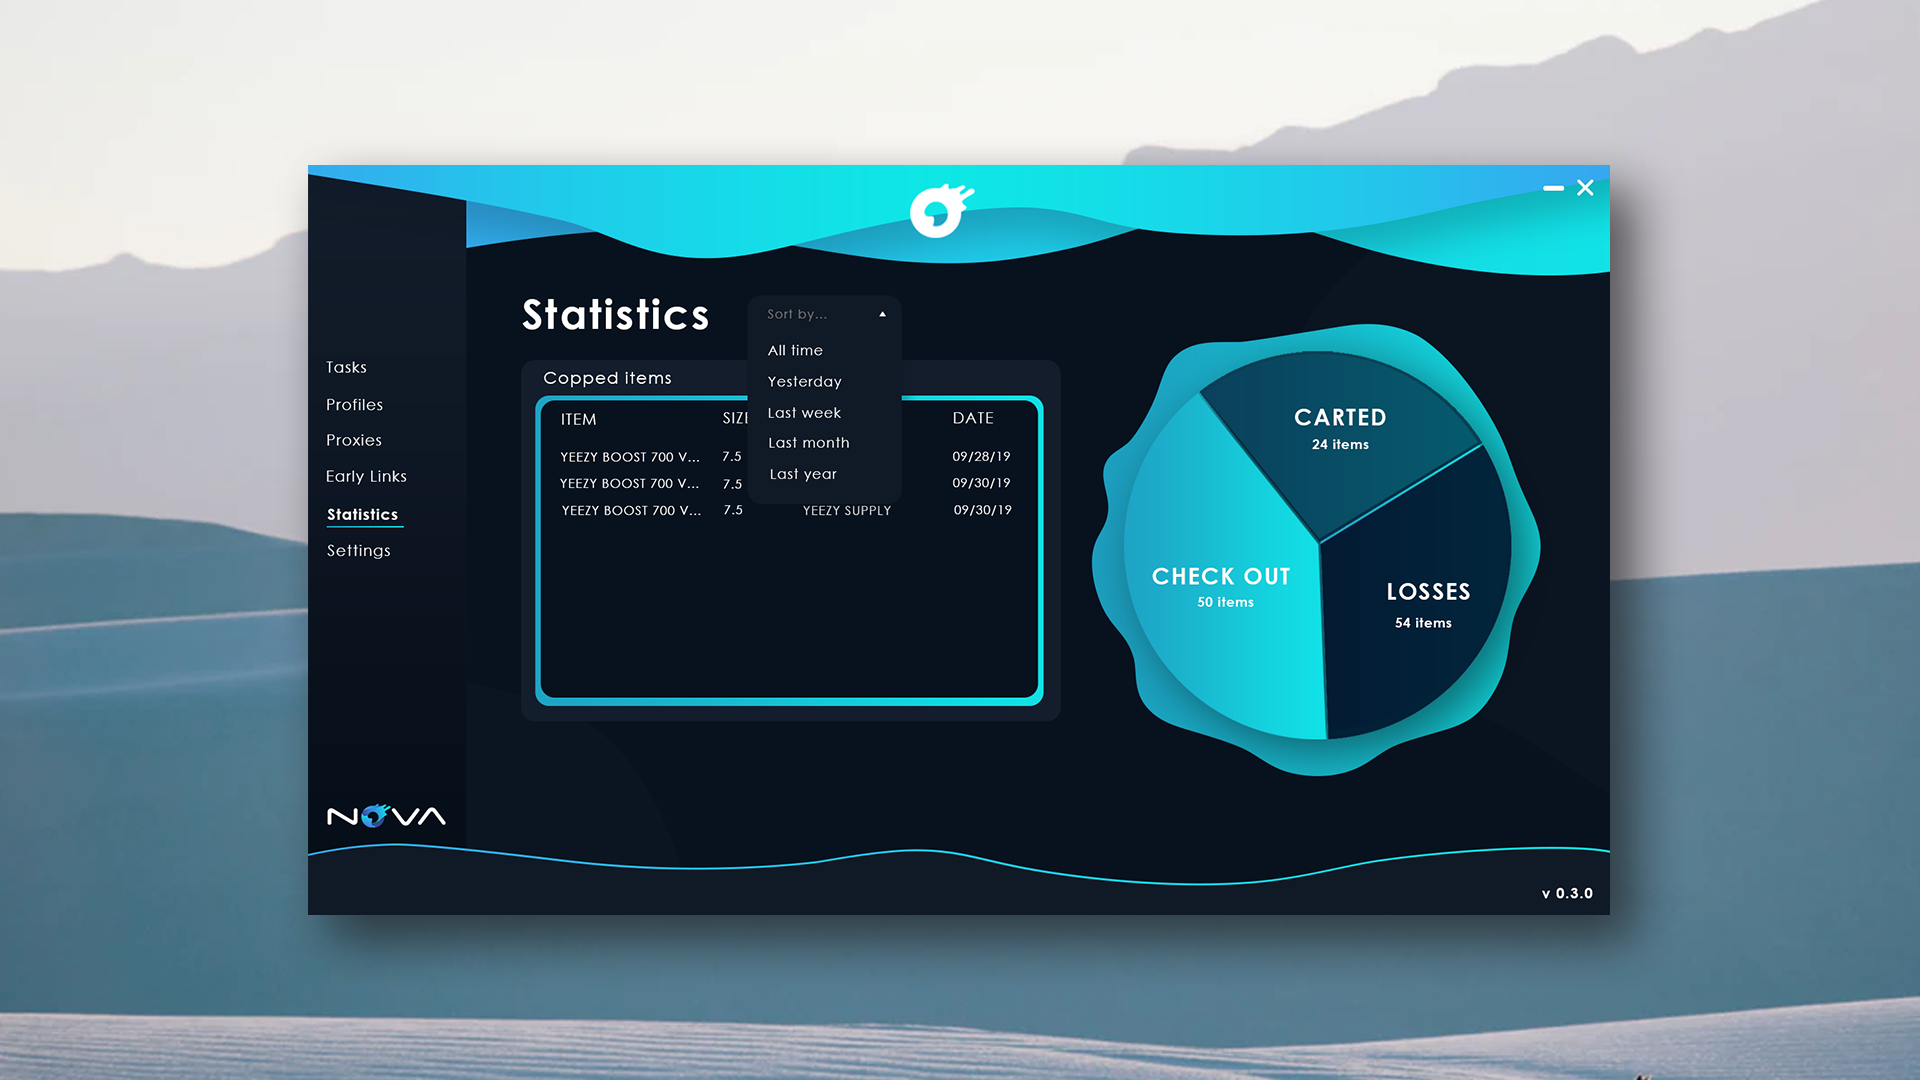 Statistics
Sort by...
All time
Yesterday
Last week
Last month
Last year
Tasks
Profiles
Proxies
Early Links
Statistics
Settings
Copped items
ITEM SIZE DATE
YEEZY BOOST 700 V... 7.5 09/28/19
YEEZY BOOST 700 V... 7.5 09/30/19
YEEZY BOOST 700 V... 7.5 YEEZY SUPPLY 09/30/19
CARTED
24 items
CHECK OUT
50 items
LOSSES
54 items
NOVA
v 0.3.0